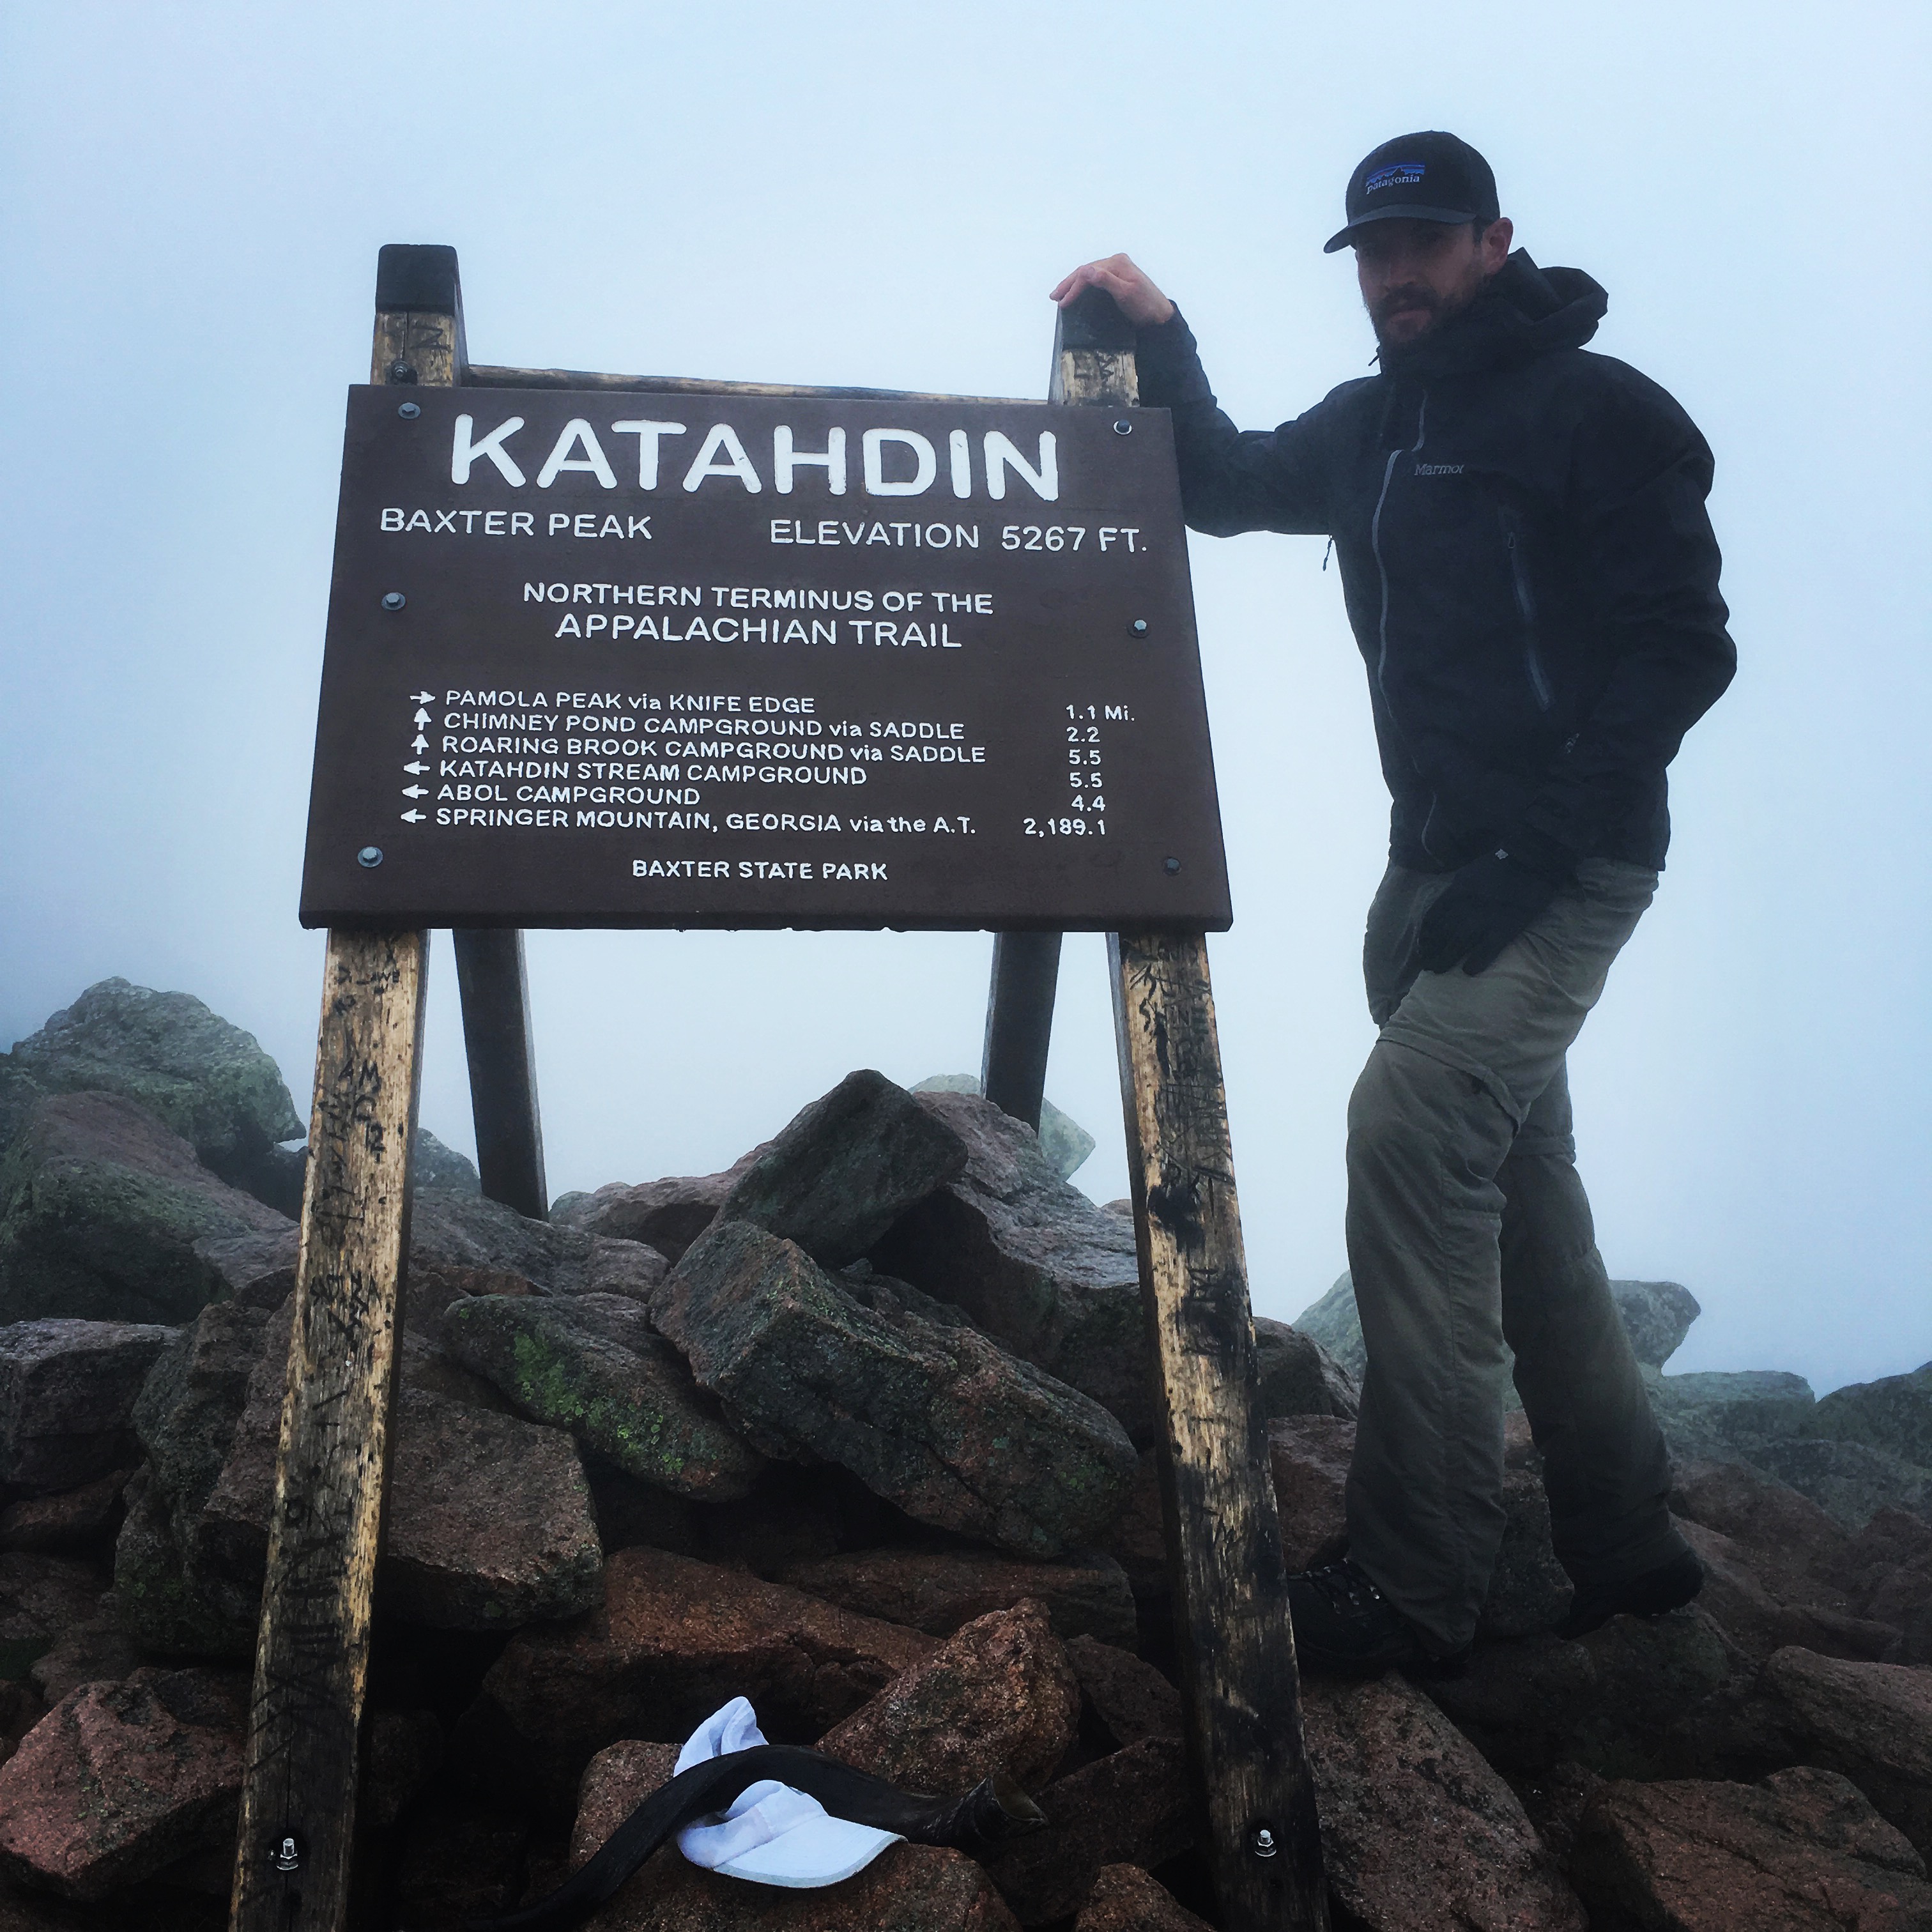 patagonia
Marmot
KATAHDIN
BAXTER PEAK ELEVATION 5267 FT.
NORTHERN TERMINUS OF THE
APPALACHIAN TRAIL
→ PAMOLA PEAK via KNIFE EDGE 1.1 Mi.
↑ CHIMNEY POND CAMPGROUND via SADDLE 2.2
↑ ROARING BROOK CAMPGROUND via SADDLE 5.5
← KATAHDIN STREAM CAMPGROUND 5.5
← ABOL CAMPGROUND 4.4
← SPRINGER MOUNTAIN, GEORGIA via the A.T. 2,189.1
BAXTER STATE PARK